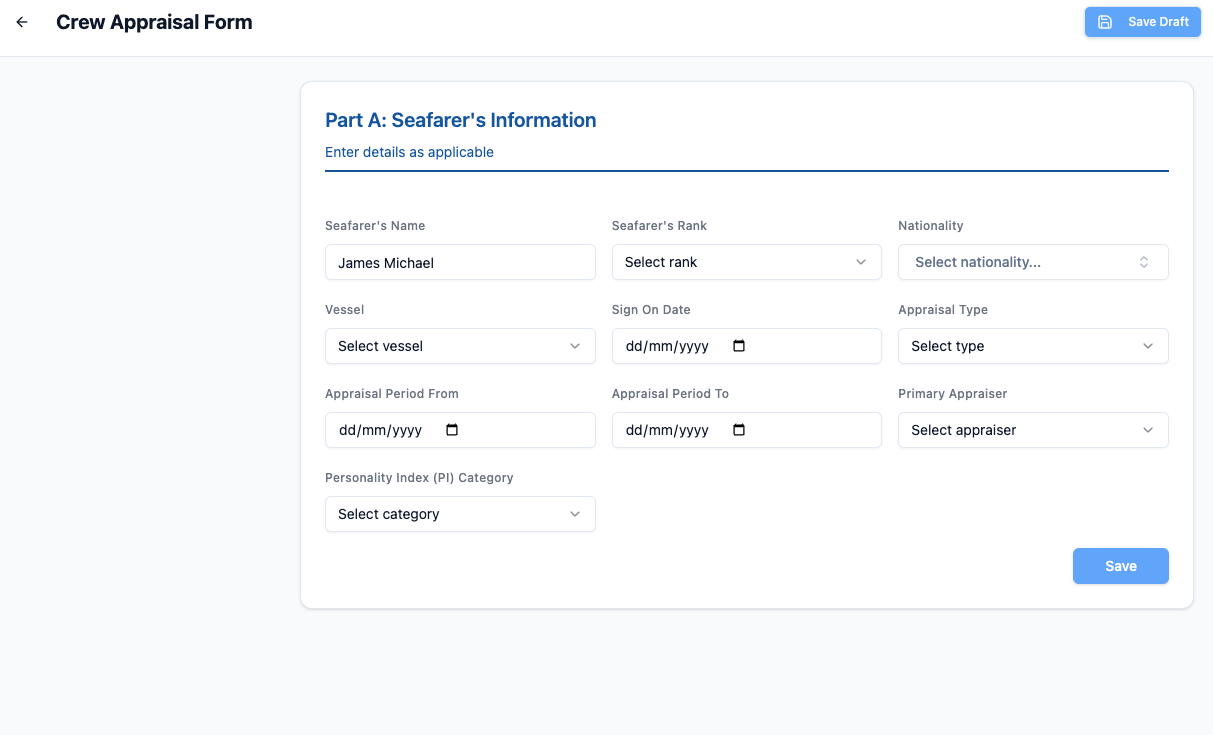 Crew Appraisal Form
Save Draft
Part A: Seafarer's Information
Enter details as applicable
Seafarer's Name
Seafarer's Rank
Nationality
James Michael
Select rank
Select nationality...
Vessel
Sign On Date
Appraisal Type
Select vessel
dd/mm/yyyy
Select type
Appraisal Period From
Appraisal Period To
Primary Appraiser
dd/mm/yyyy
dd/mm/yyyy
Select appraiser
Personality Index (PI) Category
Select category
Save